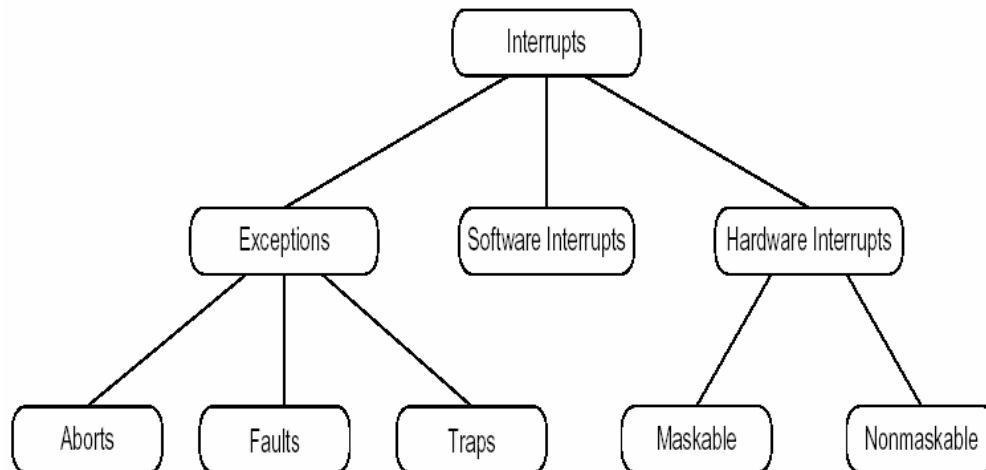 Interrupts
Exceptions
Software Interrupts
Hardware Interrupts
Aborts
Faults
Traps
Maskable
Nonmaskable